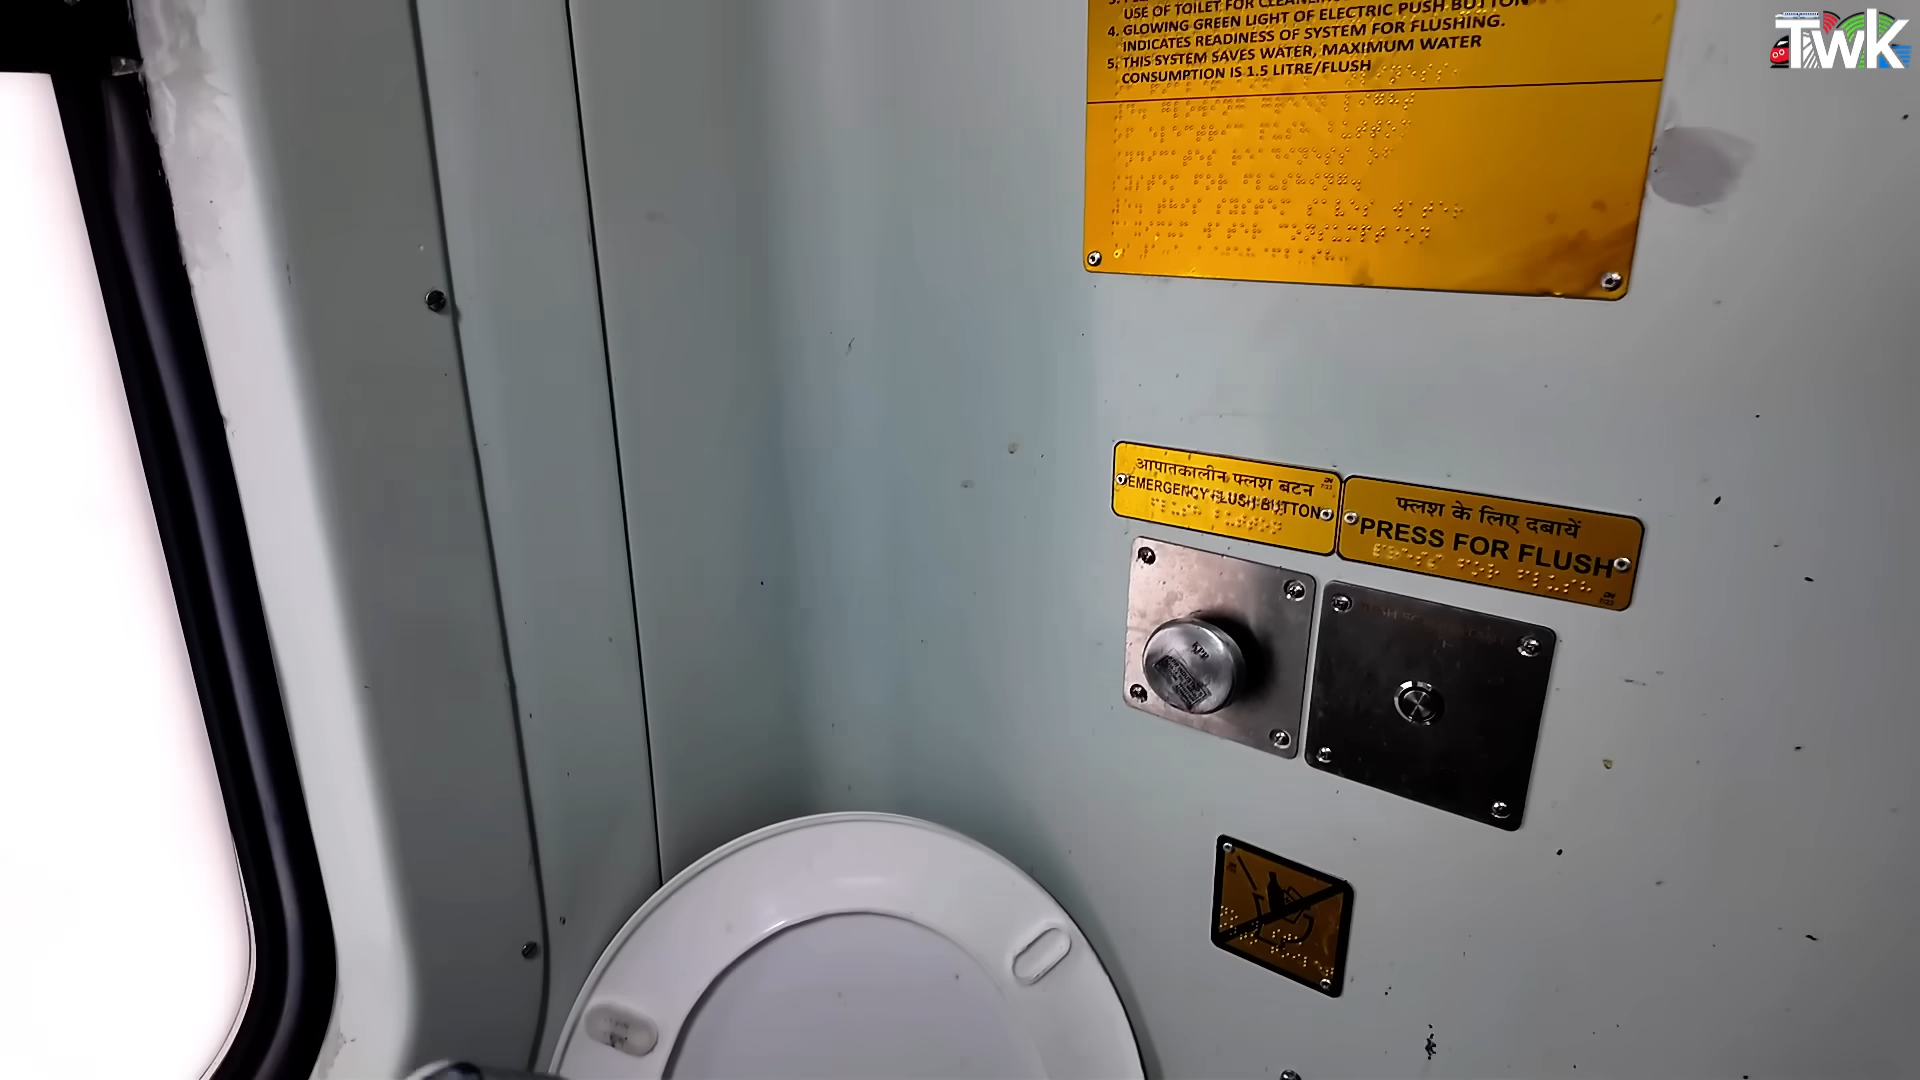 USE OF TOILET FOR
4. GLOWING GREEN LIGHT OF ELECTRIC PUSH BUTTON
INDICATES READINESS OF SYSTEM FOR FLUSHING.
5. THIS SYSTEM SAVES WATER, MAXIMUM WATER
CONSUMPTION IS 1.5 LITRE/FLUSH
आपातकालीन फ्लश बटन
EMERGENCY FLUSH BUTTON
फ्लश के लिए दबायें
PRESS FOR FLUSH
KPR
TWK